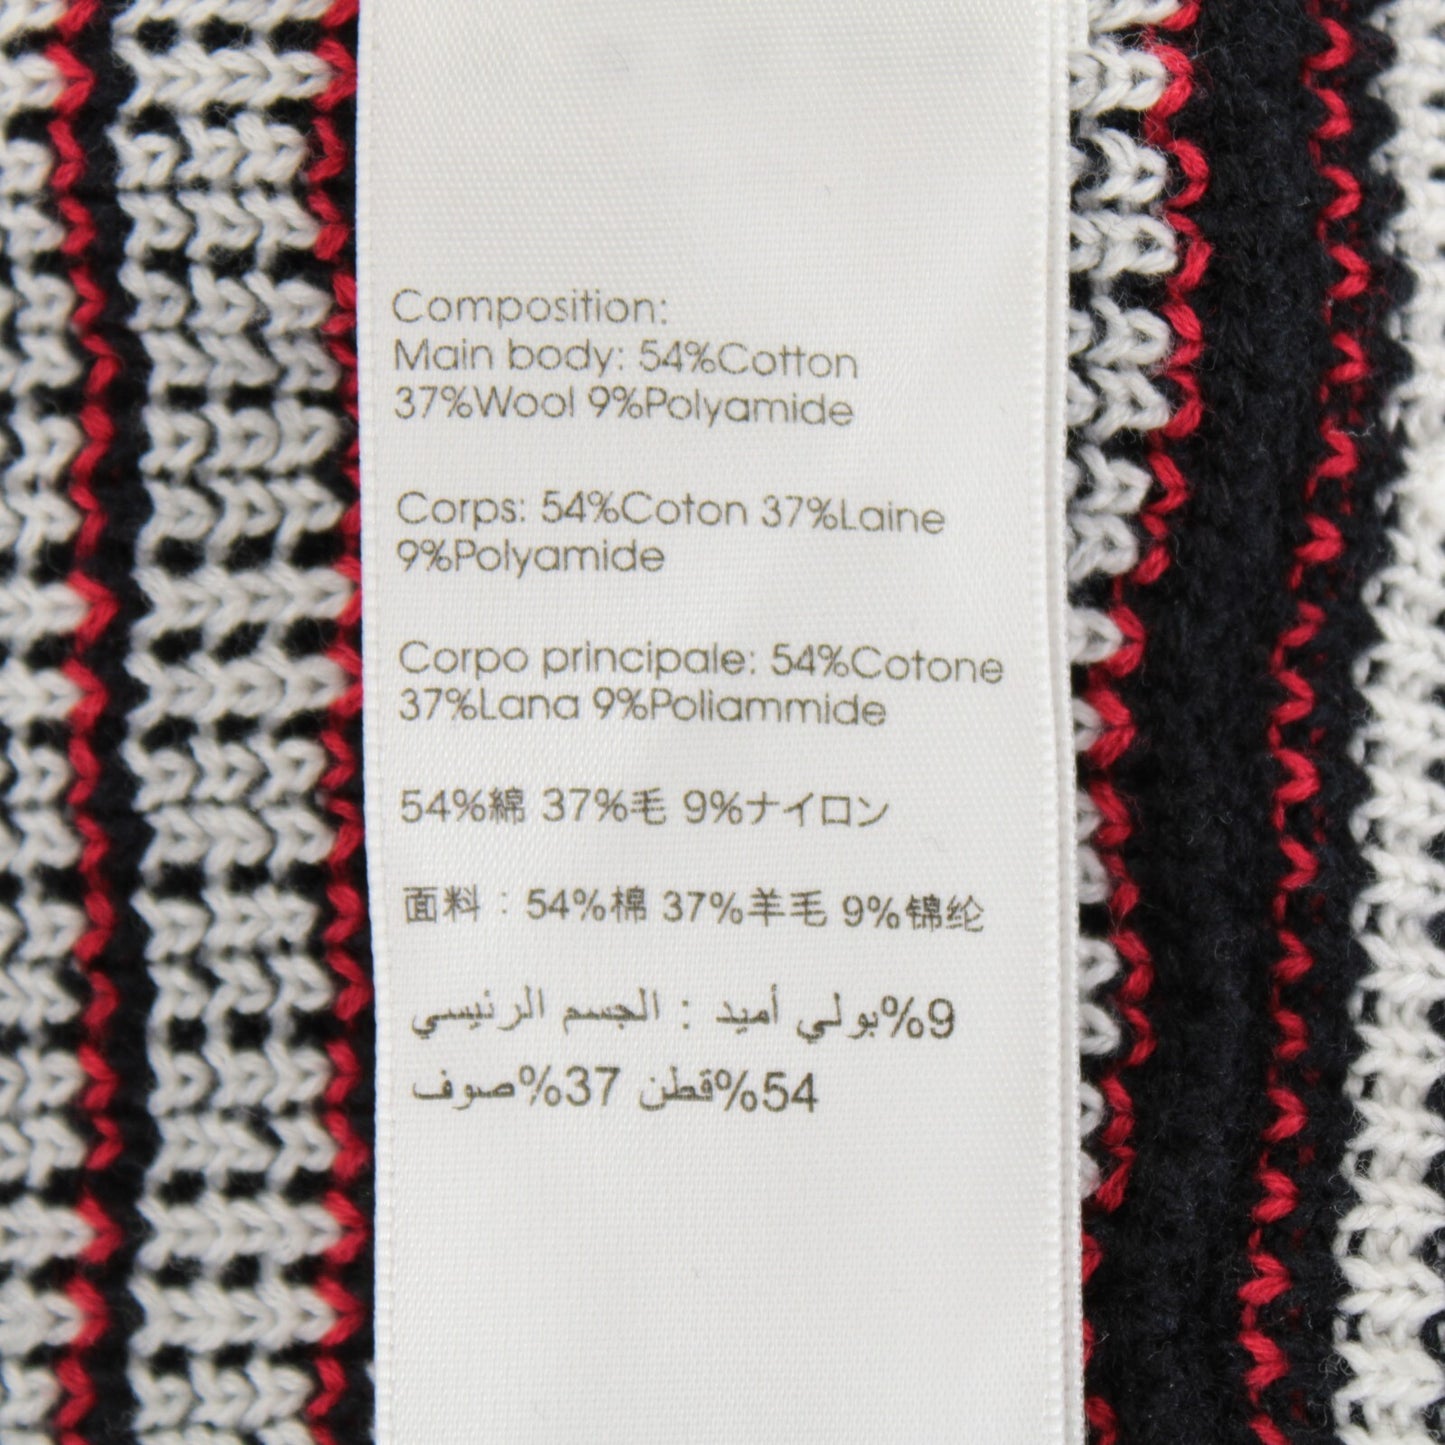 Composition:
Main body: 54%Cotton
37%Wool 9%Polyamide
Corps: 54%Coton 37%Laine
9%Polyamide
Corpo principale: 54%Cotone
37%Lana 9%Poliammide
54%綿 37%毛 9%ナイロン
面料：54%棉 37%羊毛 9%锦纶
9%بولي أميد : الجسم الرئيسي
54%قطن 37%صوف